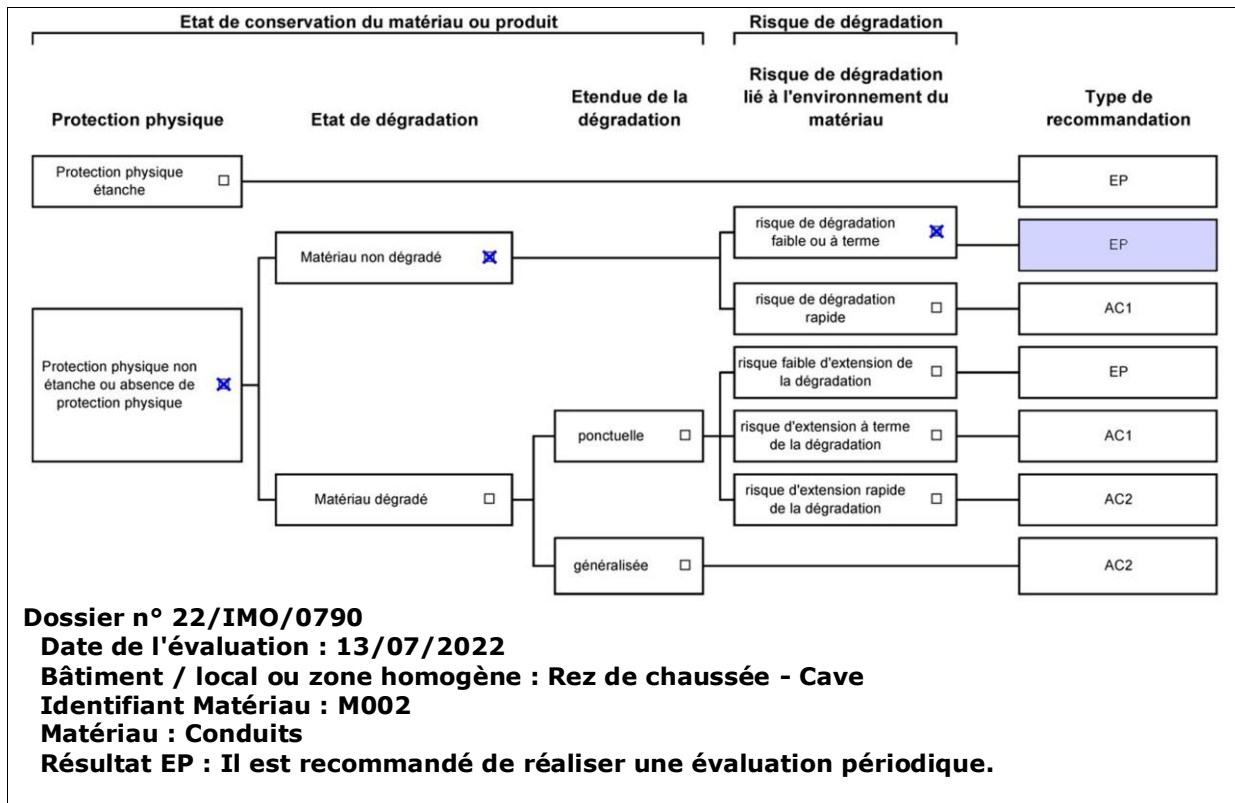 Etat de conservation du matériau ou produit
Risque de dégradation
Protection physique
Etat de dégradation
Etendue de la
dégradation
Risque de dégradation
lié à l'environnement du
matériau
Type de
recommandation
Protection physique
étanche
EP
risque de dégradation
faible ou à terme
EP
Matériau non dégradé
risque de dégradation
rapide
AC1
Protection physique non
étanche ou absence de
protection physique
risque faible d'extension de
la dégradation
EP
ponctuelle
risque d'extension à terme
de la dégradation
AC1
Matériau dégradé
risque d'extension rapide
de la dégradation
AC2
généralisée
AC2
Dossier n° 22/IMO/0790
Date de l'évaluation : 13/07/2022
Bâtiment / local ou zone homogène : Rez de chaussée - Cave
Identifiant Matériau : M002
Matériau : Conduits
Résultat EP : Il est recommandé de réaliser une évaluation périodique.